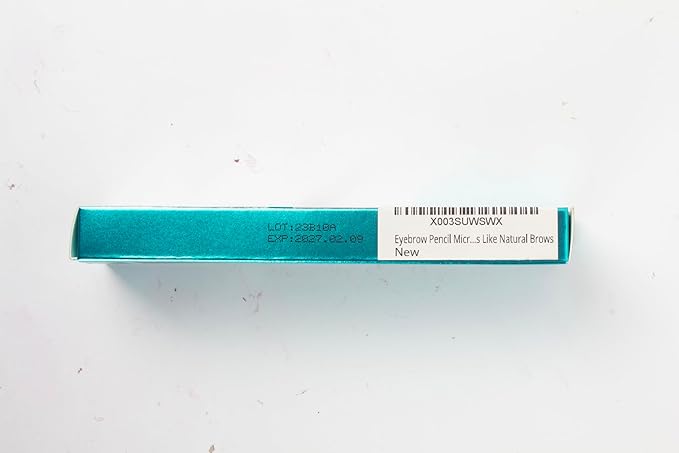 LOT:23B10A
EXP:2027.02.09
X003SUWSWX
Eyebrow Pencil Micr...s Like Natural Brows
New